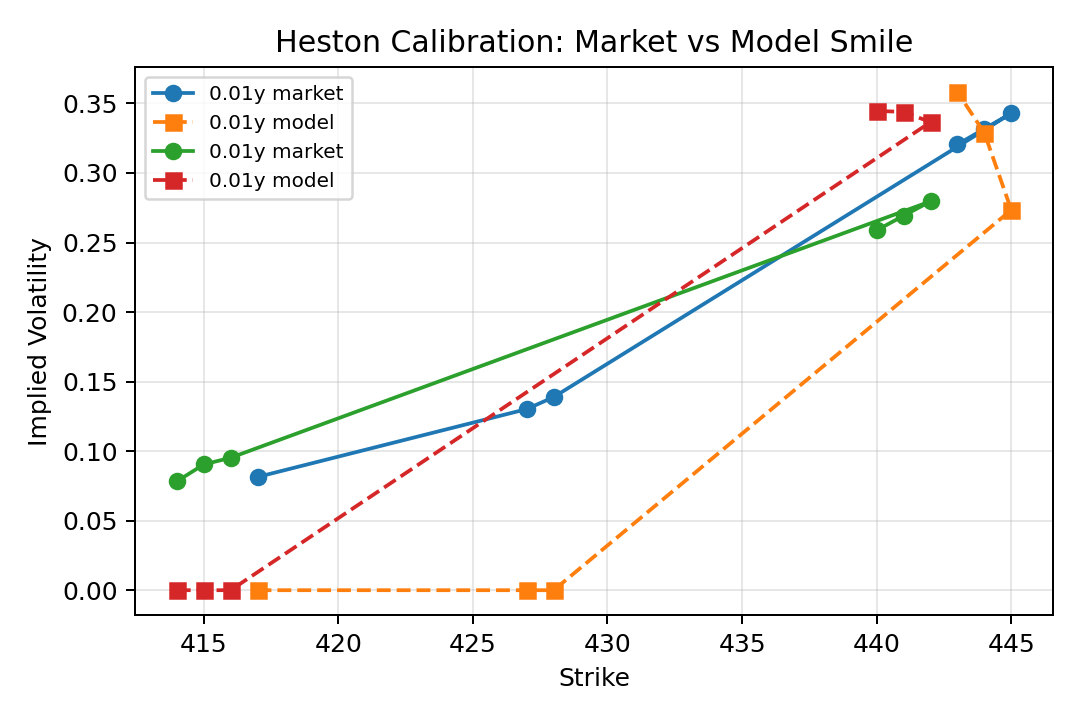 Heston Calibration: Market vs Model Smile
0.01y market
0.01y model
0.01y market
0.01y model
Implied Volatility
0.35
0.30
0.25
0.20
0.15
0.10
0.05
0.00
415 420 425 430 435 440 445
Strike